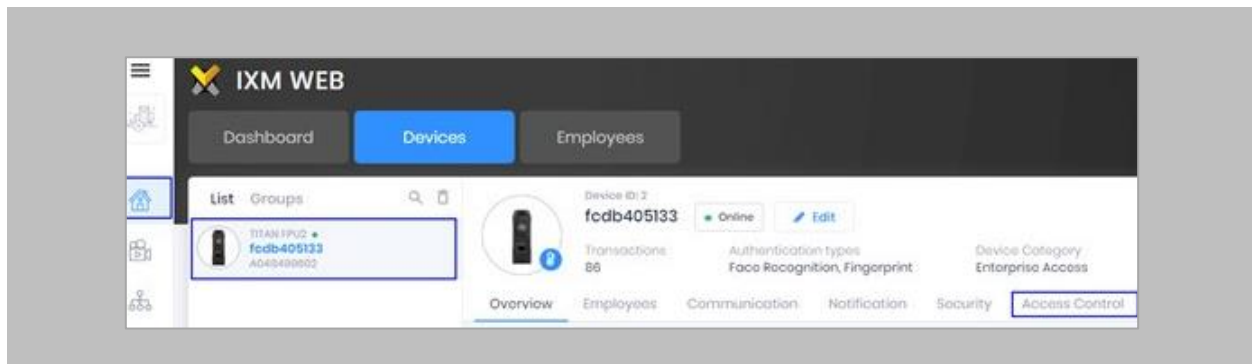 IXM WEB
Dashboard Devices Employees
List Groups
TITAN FPU2
fcdb405133
Device ID: 2
fcdb405133 Online Edit
Transactions Authentication types Device Category
86 Face Recognition, Fingerprint Enterprise Access
Overview Employees Communication Notification Security Access Control